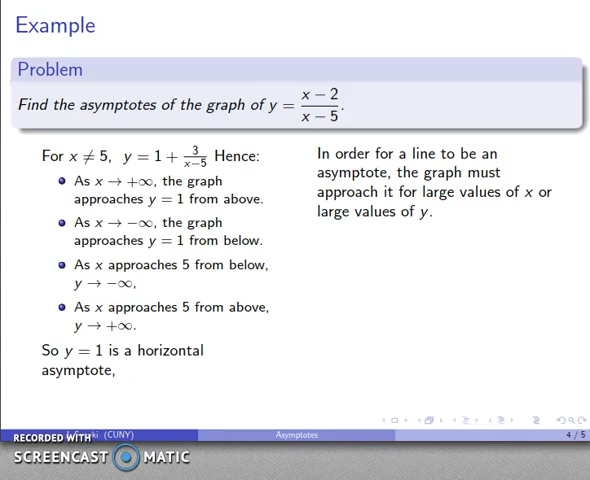 Example
Problem
Find the asymptotes of the graph of y = (x − 2)/(x − 5).
For x ≠ 5, y = 1 + 3/(x−5) Hence:
As x → +∞, the graph
approaches y = 1 from above.
As x → −∞, the graph
approaches y = 1 from below.
As x approaches 5 from below,
y → −∞,
As x approaches 5 from above,
y → +∞.
So y = 1 is a horizontal
asymptote,
In order for a line to be an
asymptote, the graph must
approach it for large values of x or
large values of y.
(CUNY)
Asymptotes
4 / 5
RECORDED WITH
SCREENCAST MATIC